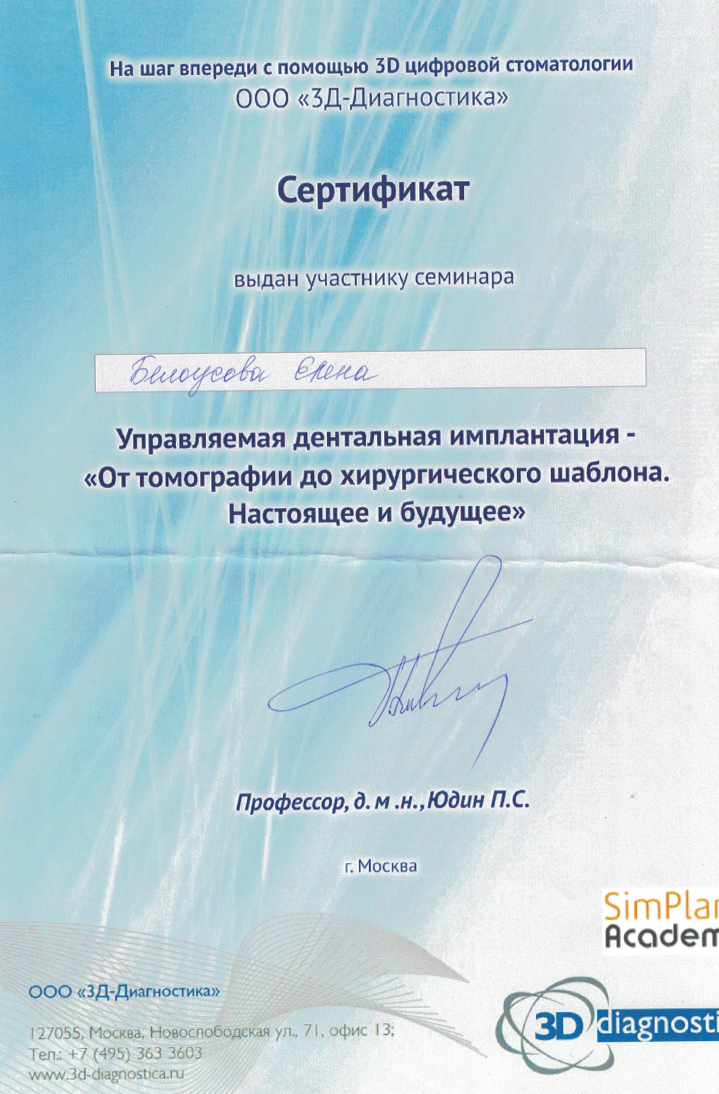 На шаг впереди с помощью 3D цифровой стоматологии
ООО «3Д-Диагностика»
Сертификат
выдан участнику семинара
Белоусова Елена
Управляемая дентальная имплантация -
«От томографии до хирургического шаблона.
Настоящее и будущее»
Профессор, д. м .н., Юдин П.С.
г. Москва
SimPlan
Academ
ООО «3Д-Диагностика»
127055, Москва, Новослободская ул., 71, офис 13;
Тел.: +7 (495) 363 3603
www.3d-diagnostica.ru
3D diagnosti